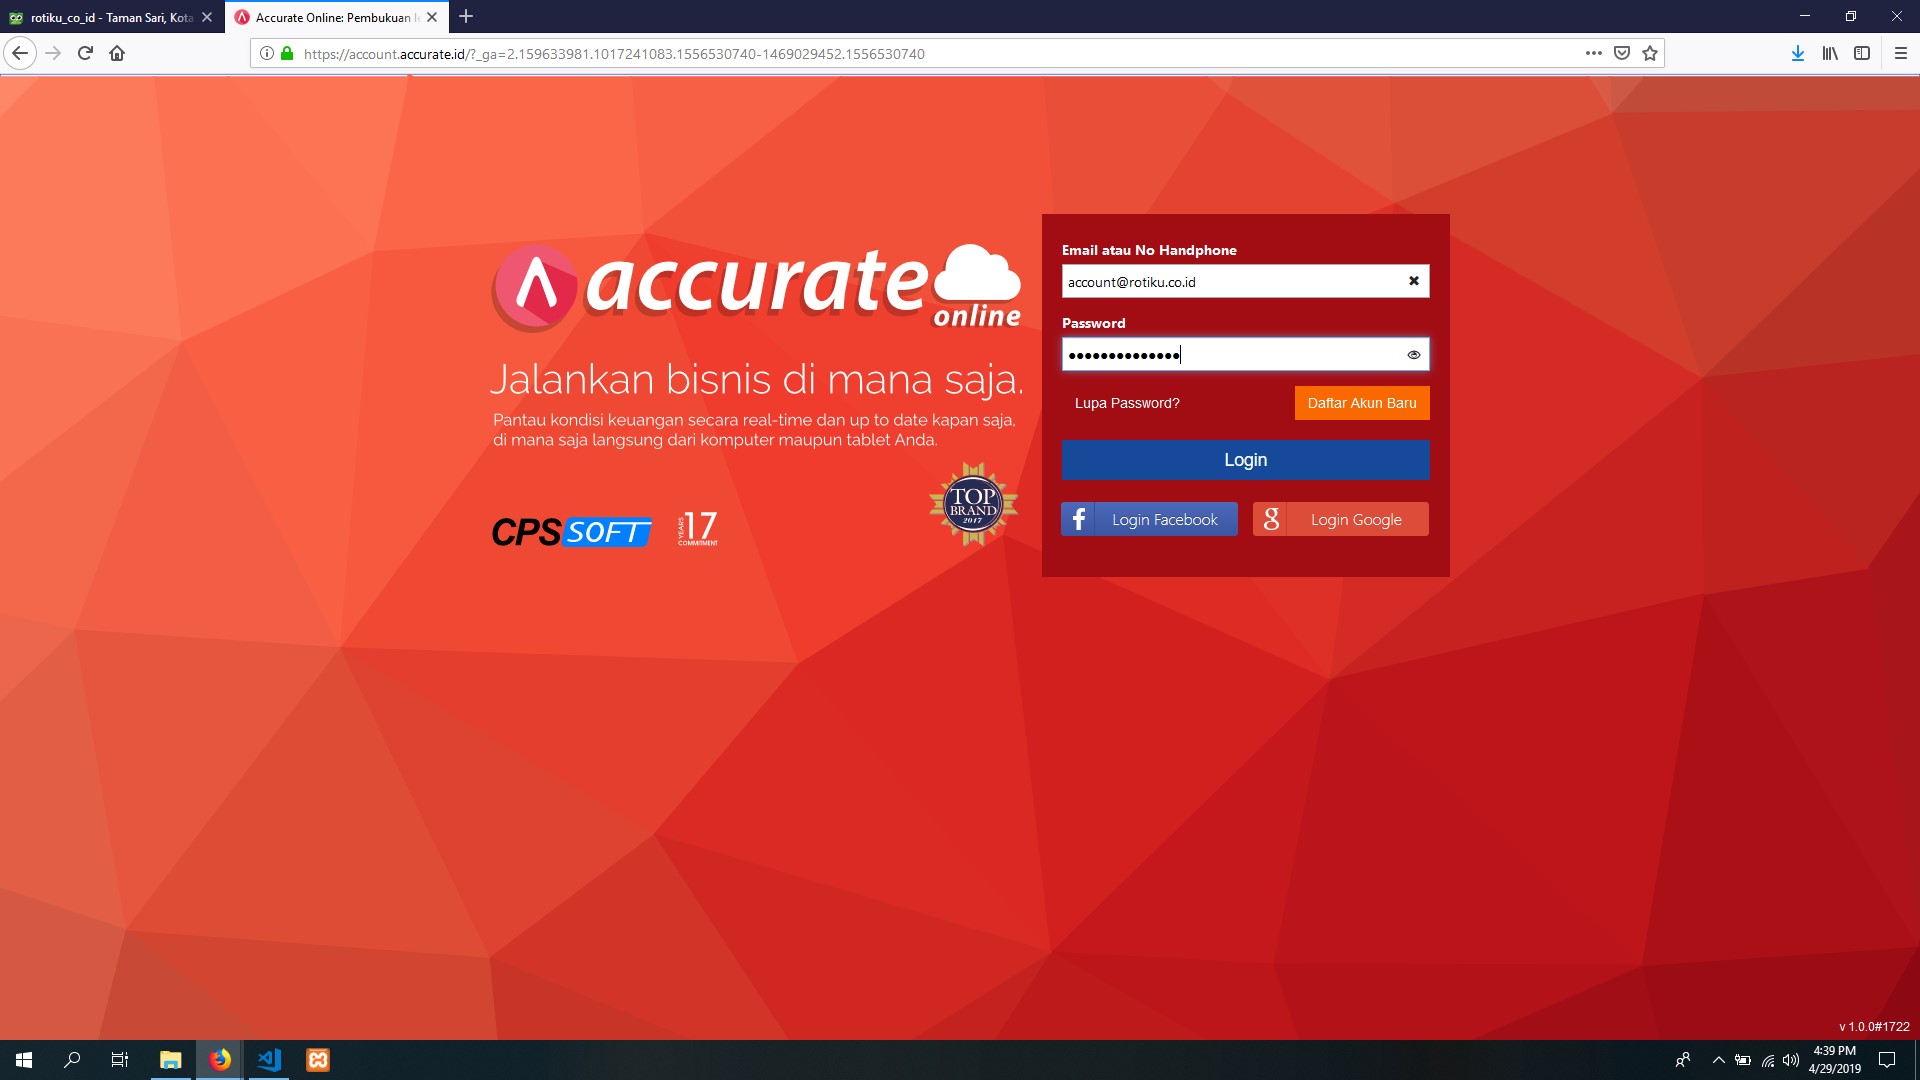 rotiku_co_id - Taman Sari, Kota
Accurate Online: Pembukuan le
https://account.accurate.id/?_ga=2.159633981.1017241083.1556530740-1469029452.1556530740
accurate
online
Jalankan bisnis di mana saja.
Pantau kondisi keuangan secara real-time dan up to date kapan saja,
di mana saja langsung dari komputer maupun tablet Anda.
TOP
BRAND
2017
CPSSOFT
YEARS
17
COMMITMENT
Email atau No Handphone
account@rotiku.co.id
Password
Lupa Password?
Daftar Akun Baru
Login
f Login Facebook
g Login Google
v 1.0.0#1722
4:39 PM
4/29/2019